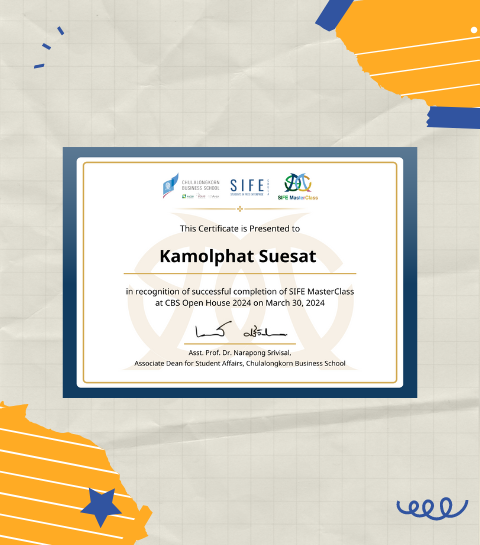 CHULALONGKORN
BUSINESS SCHOOL
SIFE
SIFE MasterClass
This Certificate is Presented to
Kamolphat Suesat
in recognition of successful completion of SIFE MasterClass
at CBS Open House 2024 on March 30, 2024
Asst. Prof. Dr. Narapong Srivisal,
Associate Dean for Student Affairs, Chulalongkorn Business School